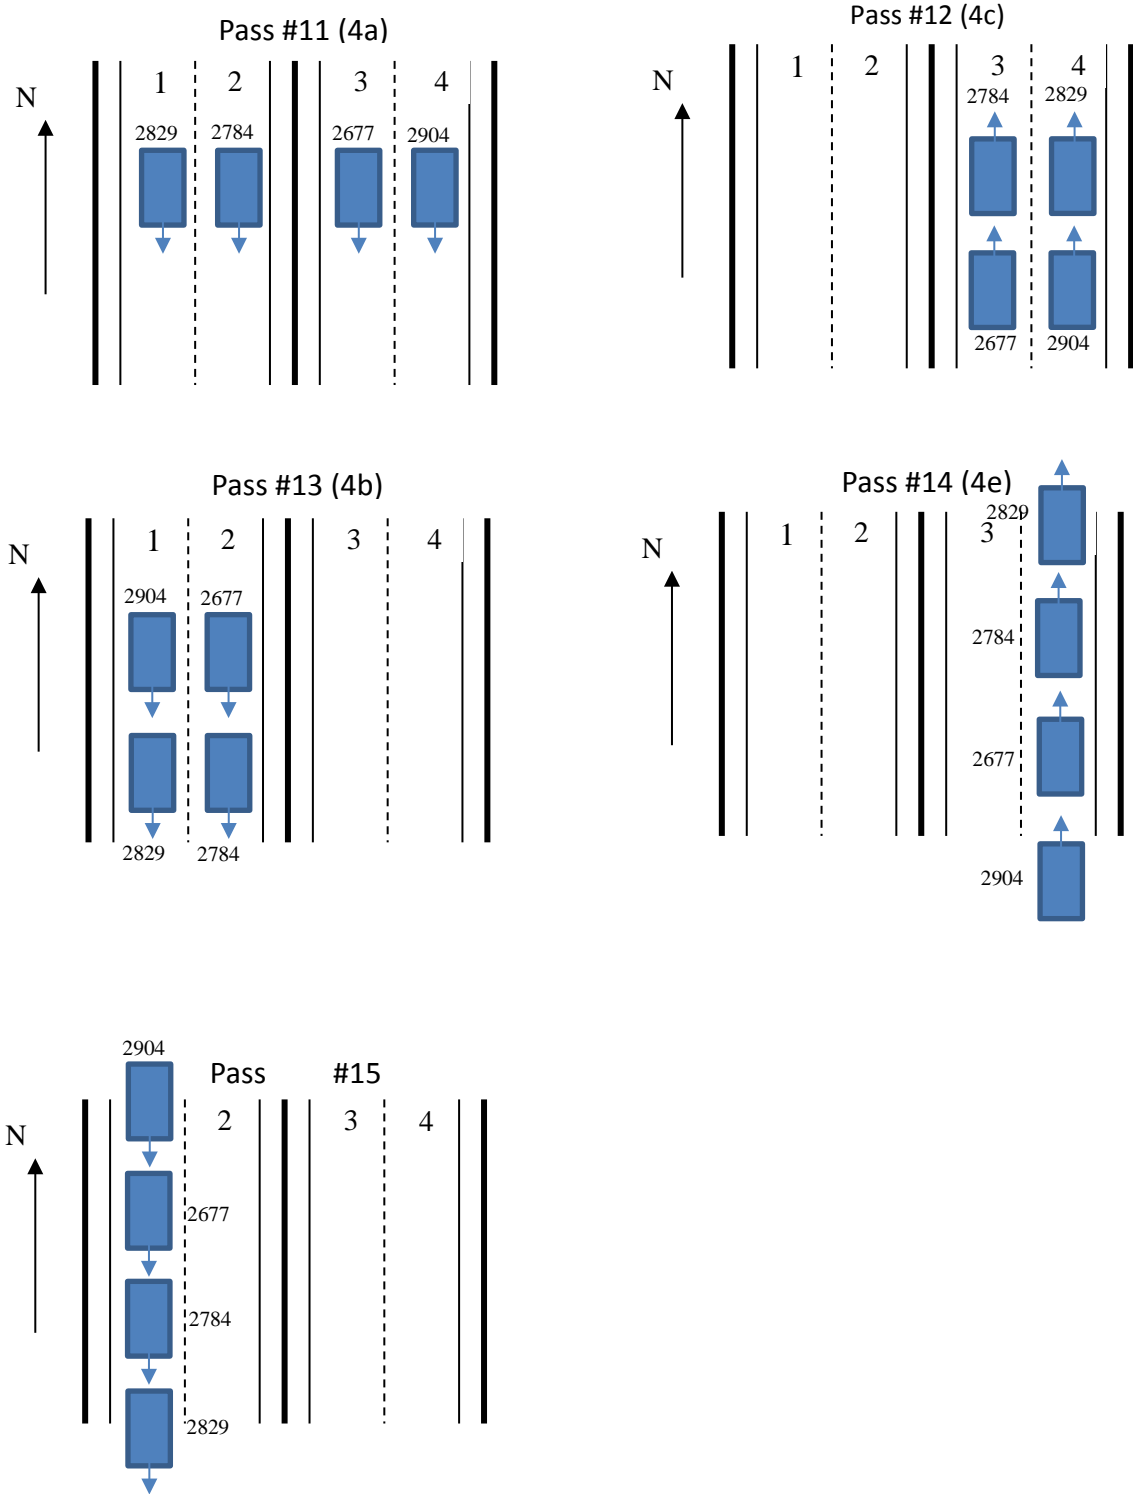 Pass #11 (4a)
N
1 2 3 4
2829 2784 2677 2904
Pass #12 (4c)
N
1 2 3 4
2784 2829
2677 2904
Pass #13 (4b)
N
1 2 3 4
2904 2677
2829 2784
Pass #14 (4e)
N
1 2 3
2829
2784
2677
2904
2904
Pass #15
N
2 3 4
2677
2784
2829